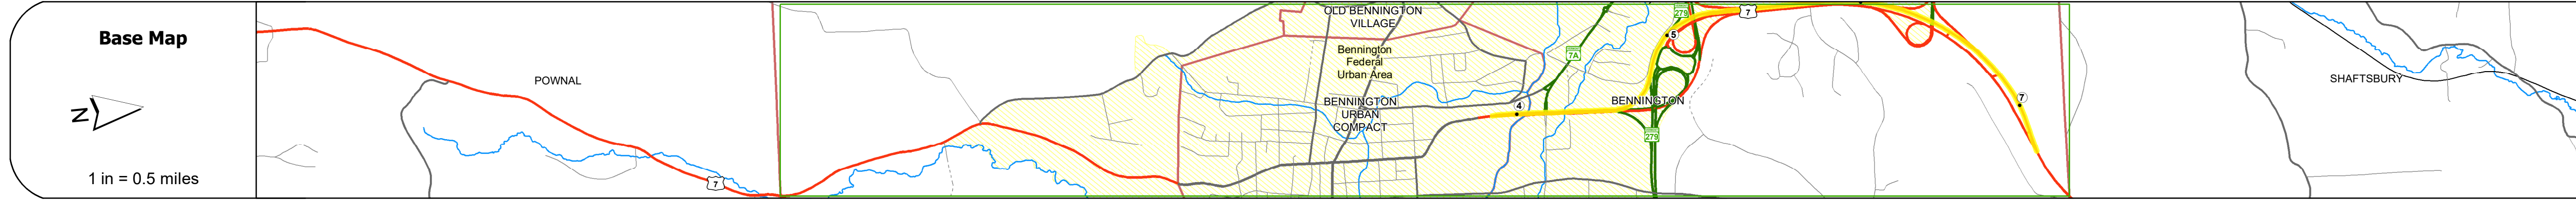 Base Map
N
1 in = 0.5 miles
POWNAL
7
OLD BENNINGTON
VILLAGE
Bennington
Federal
Urban Area
BENNINGTON
URBAN
COMPACT
4
7A
BENNINGTON
279
5
279
7
7
SHAFTSBURY